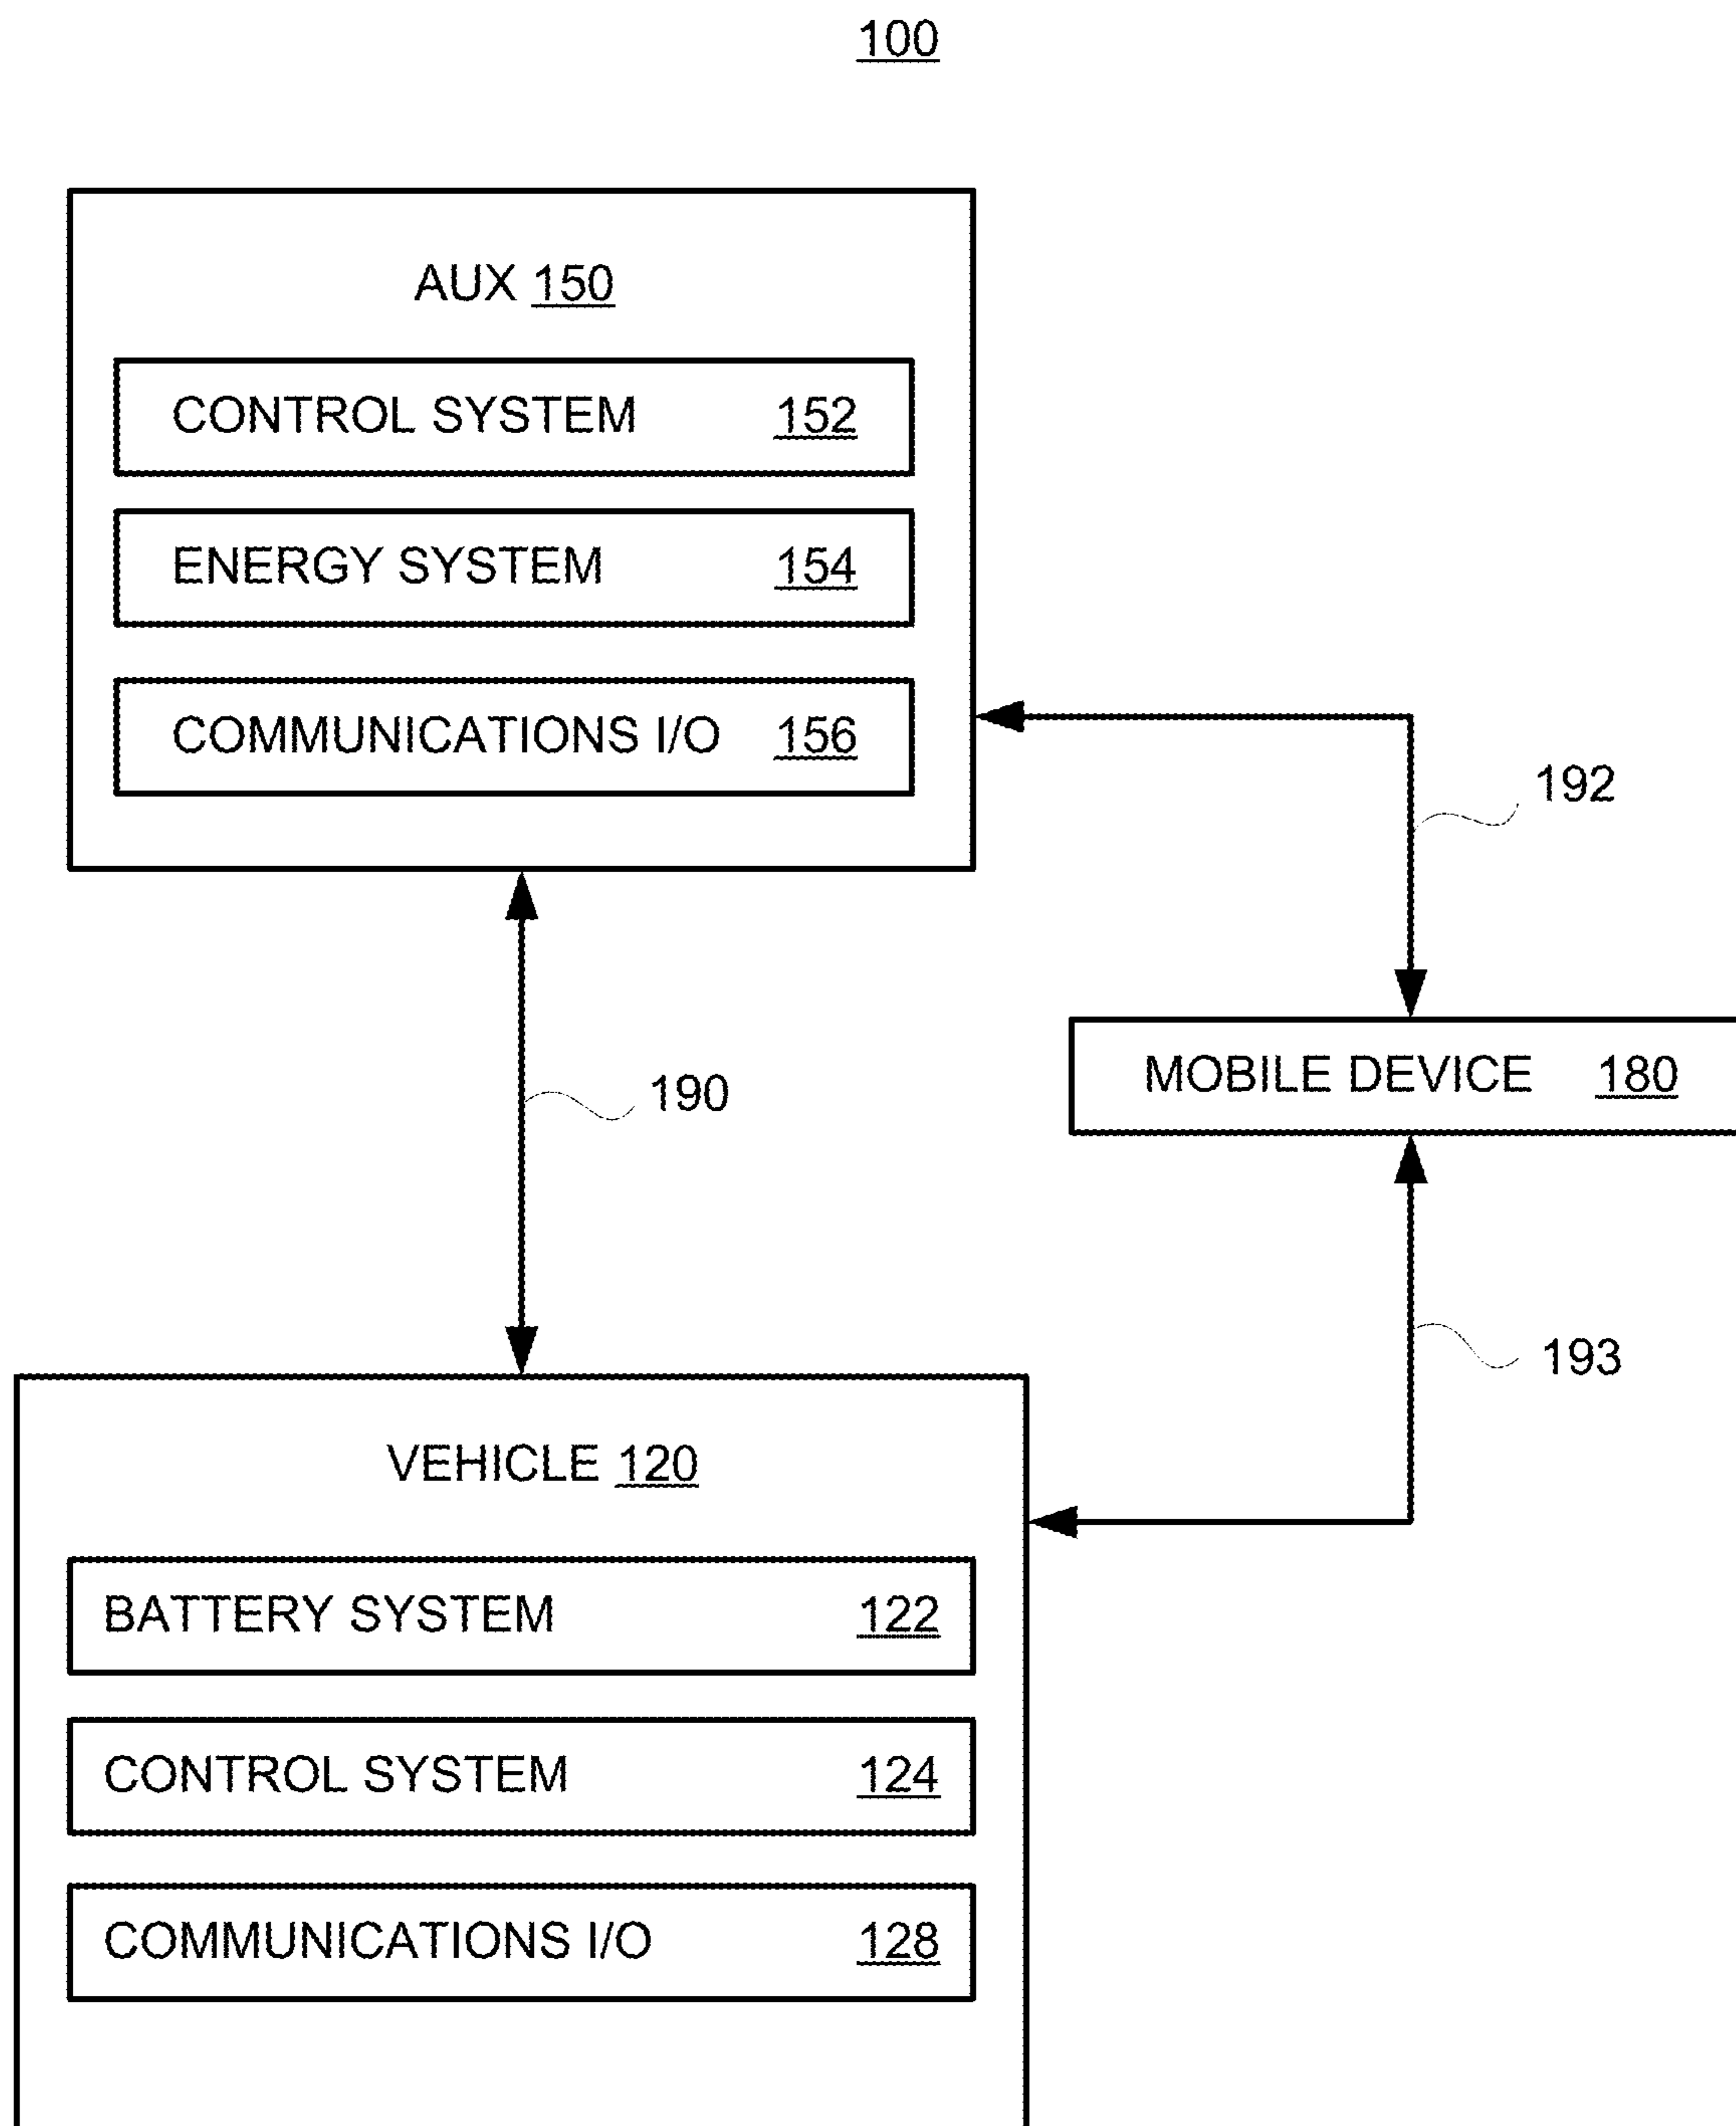 100
AUX 150
CONTROL SYSTEM 152
ENERGY SYSTEM 154
COMMUNICATIONS I/O 156
192
MOBILE DEVICE 180
190
193
VEHICLE 120
BATTERY SYSTEM 122
CONTROL SYSTEM 124
COMMUNICATIONS I/O 128